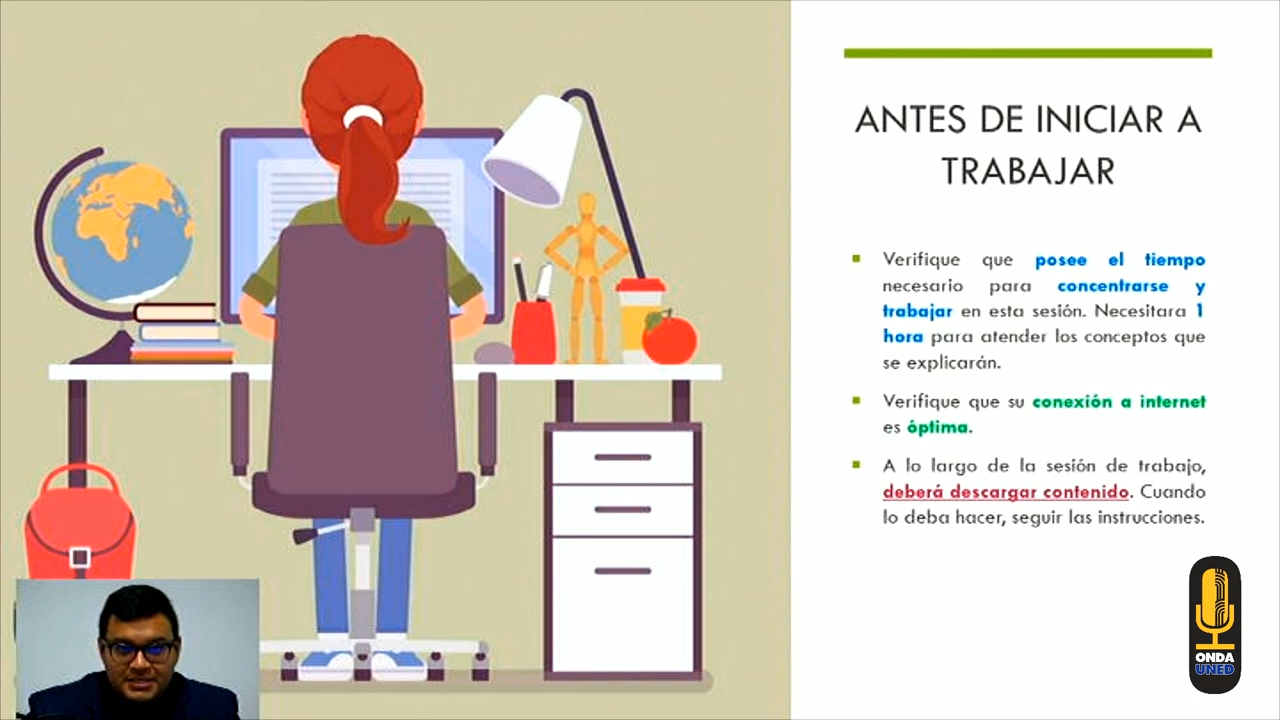 ANTES DE INICIAR A
TRABAJAR
▪ Verifique que posee el tiempo
necesario para concentrarse y
trabajar en esta sesión. Necesitara 1
hora para atender los conceptos que
se explicarán.
▪ Verifique que su conexión a internet
es óptima.
▪ A lo largo de la sesión de trabajo,
deberá descargar contenido. Cuando
lo deba hacer, seguir las instrucciones.
ONDA
UNED